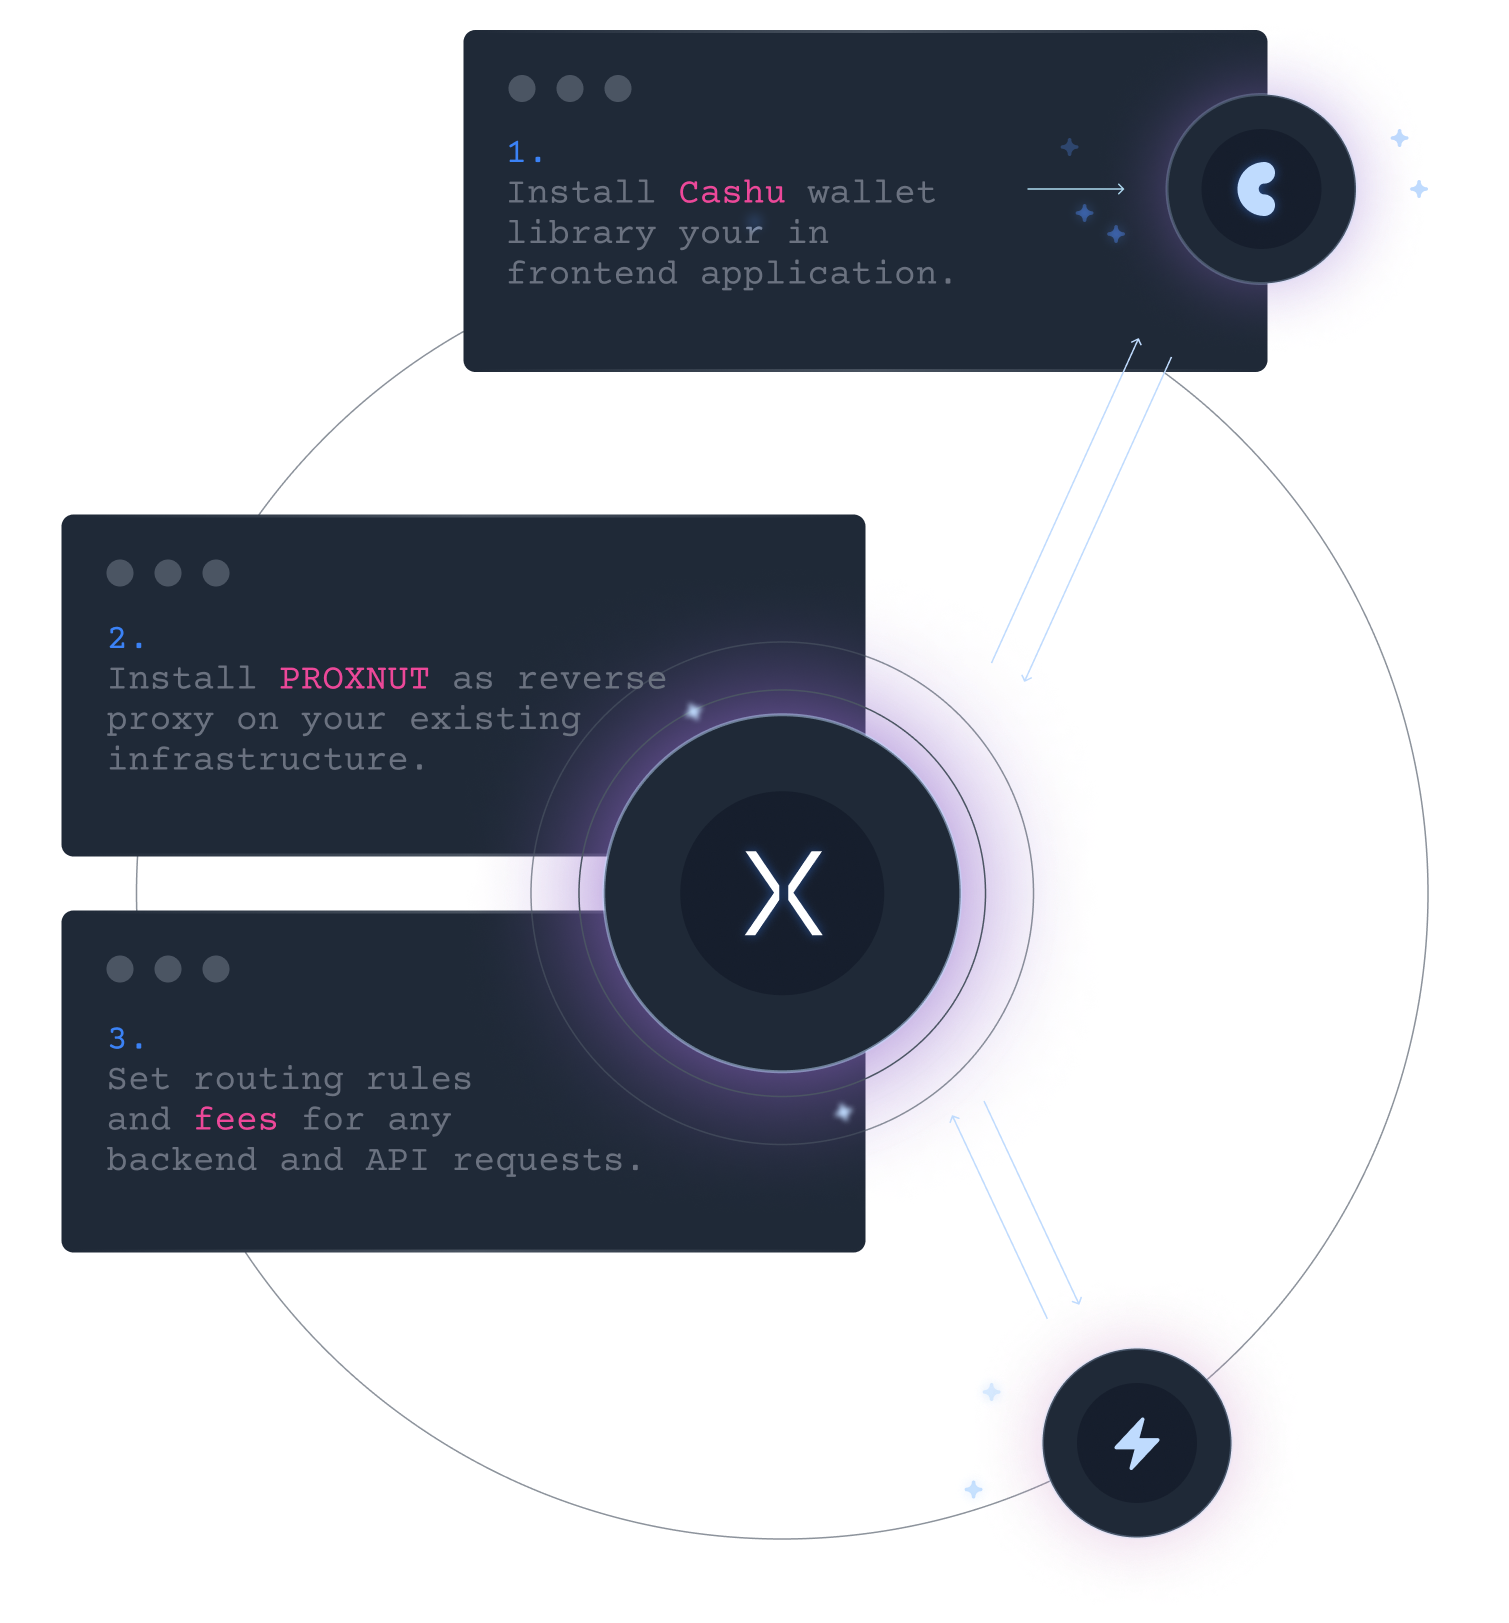 1.
Install Cashu wallet
library your in
frontend application.
2.
Install PROXNUT as reverse
proxy on your existing
infrastructure.
3.
Set routing rules
and fees for any
backend and API requests.